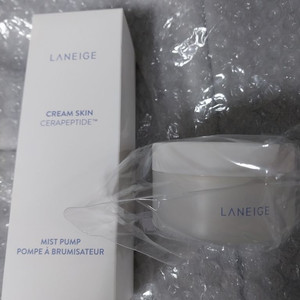 LANEIGE
CREAM SKIN
CERAPEPTIDE™
MIST PUMP
POMPE À BRUMISATEUR
LANEIGE